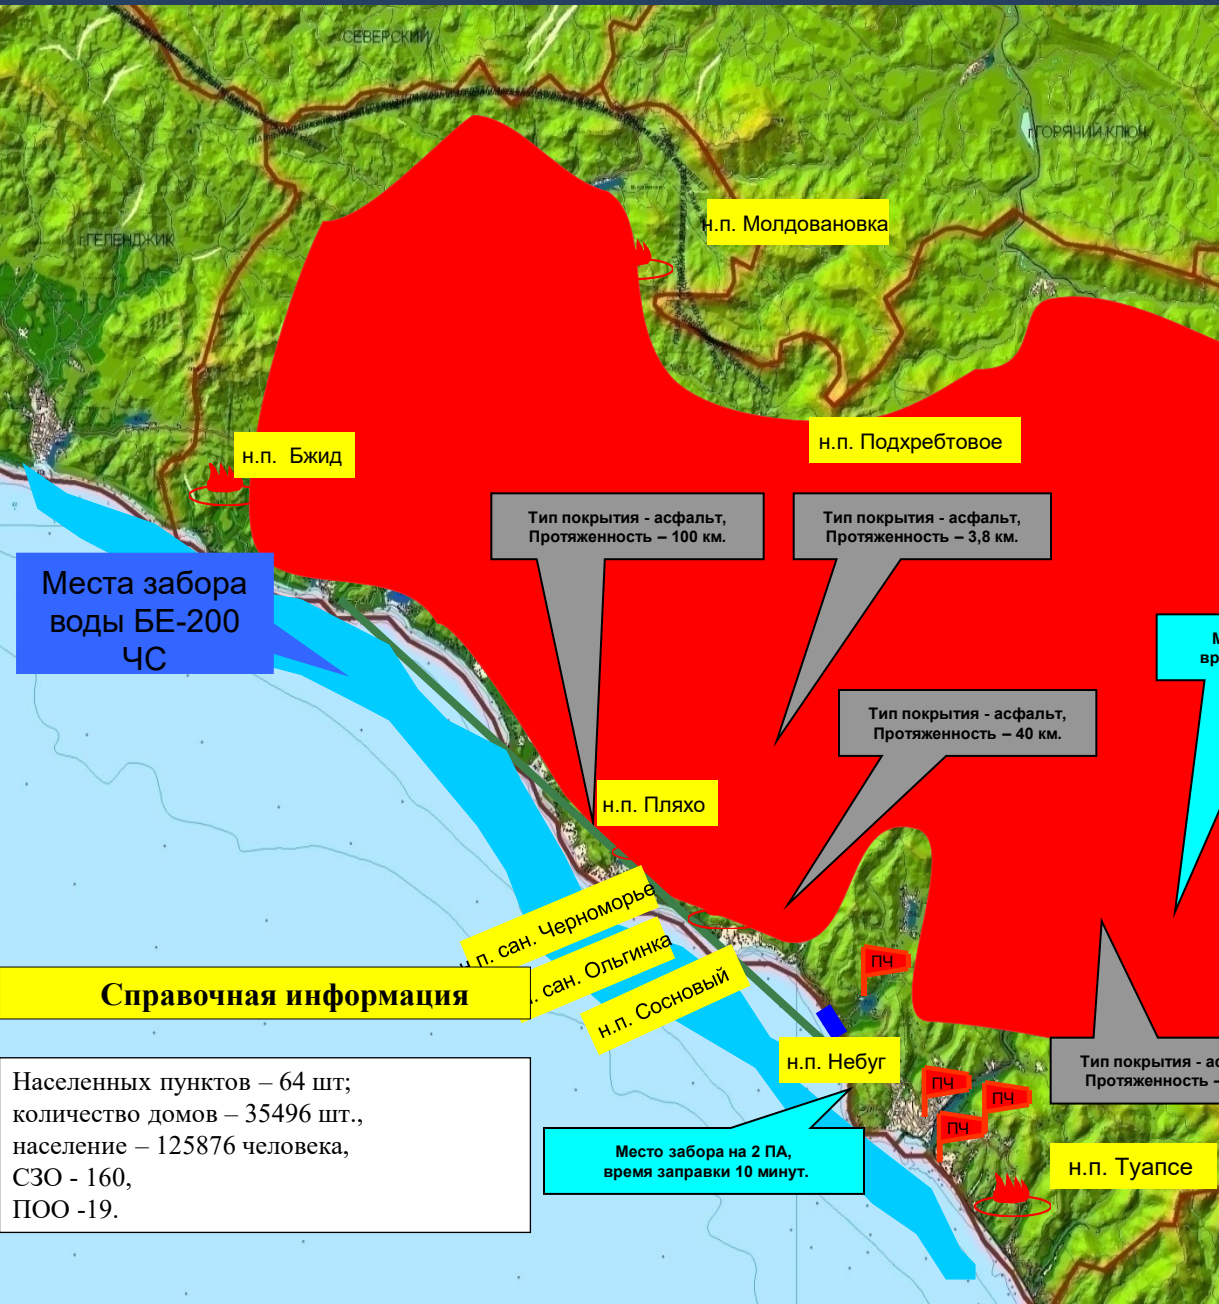 СЕВЕРСКИЙ
г.ГОРЯЧИЙ КЛЮЧ
н.п. Молдовановка
г.ГЕЛЕНДЖИК
н.п. Подхребтовое
н.п. Бжид
Тип покрытия - асфальт,
Протяженность – 100 км.
Тип покрытия - асфальт,
Протяженность – 3,8 км.
Места забора
воды БЕ-200
ЧС
Тип покрытия - асфальт,
Протяженность – 40 км.
н.п. Пляхо
н.п. сан. Черноморье
. сан. Ольгинка
н.п. Сосновый
ПЧ
Справочная информация
н.п. Небуг
Тип покрытия - ас
Протяженность –
Населенных пунктов – 64 шт;
количество домов – 35496 шт.,
население – 125876 человека,
СЗО - 160,
ПОО -19.
ПЧ
ПЧ
ПЧ
Место забора на 2 ПА,
время заправки 10 минут.
н.п. Туапсе